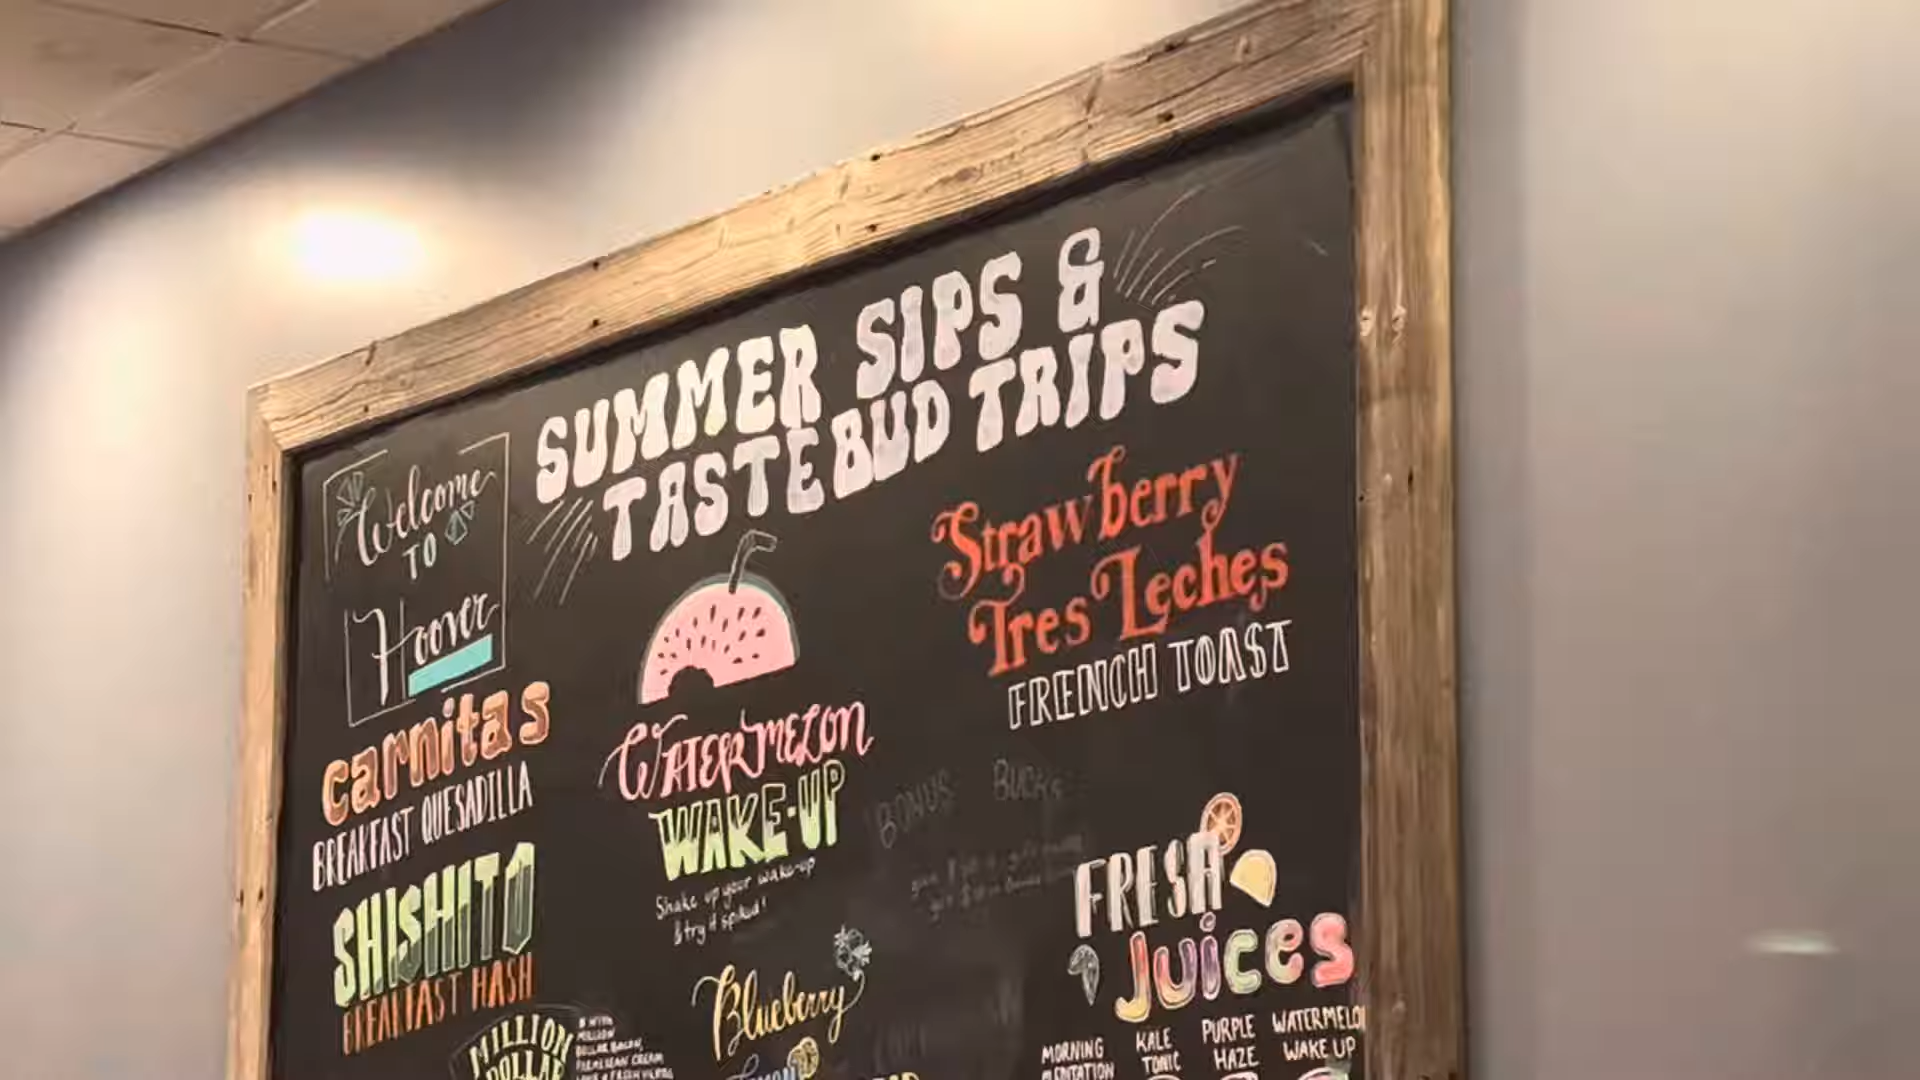 SUMMER SIPS &
TASTEBUD TRIPS
Welcome
TO
Hoover
carnitas
BREAKFAST QUESADILLA
SHISHITO
BREAKFAST HASH
MILLION
DOLLAR
WATERMELON
WAKE-UP
Shake up your wake-up
& try it spiked!
Blueberry
Strawberry
Tres Leches
FRENCH TOAST
BONUS BUCKS
FRESH
Juices
MORNING
KALE
TONIC
PURPLE
HAZE
WATERMELON
WAKE UP